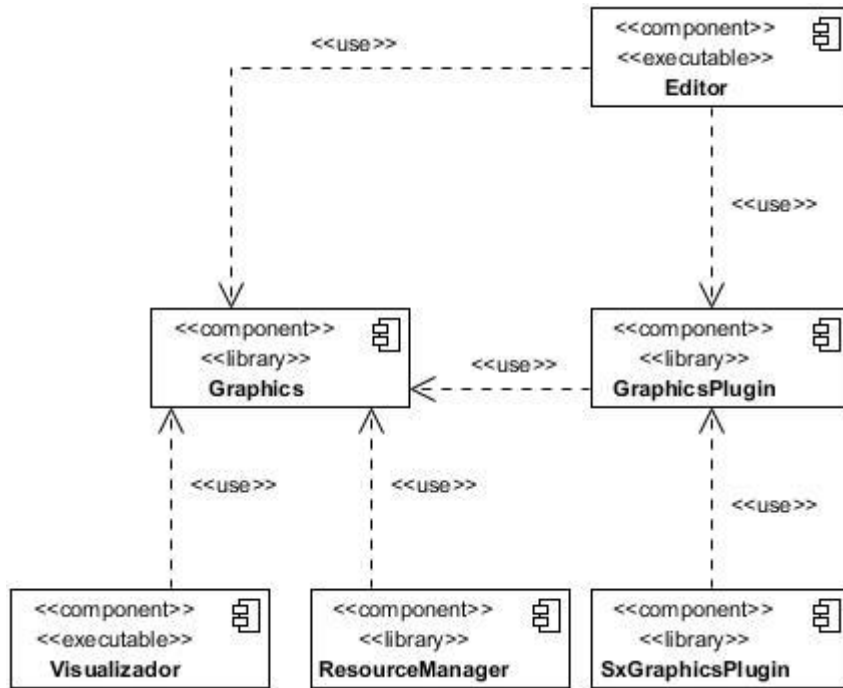 <<component>>
<<executable>>
Editor
<<use>>
<<use>>
<<component>>
<<library>>
Graphics
<<use>>
<<component>>
<<library>>
GraphicsPlugin
<<use>>
<<use>>
<<use>>
<<component>>
<<executable>>
Visualizador
<<component>>
<<library>>
ResourceManager
<<component>>
<<library>>
SxGraphicsPlugin